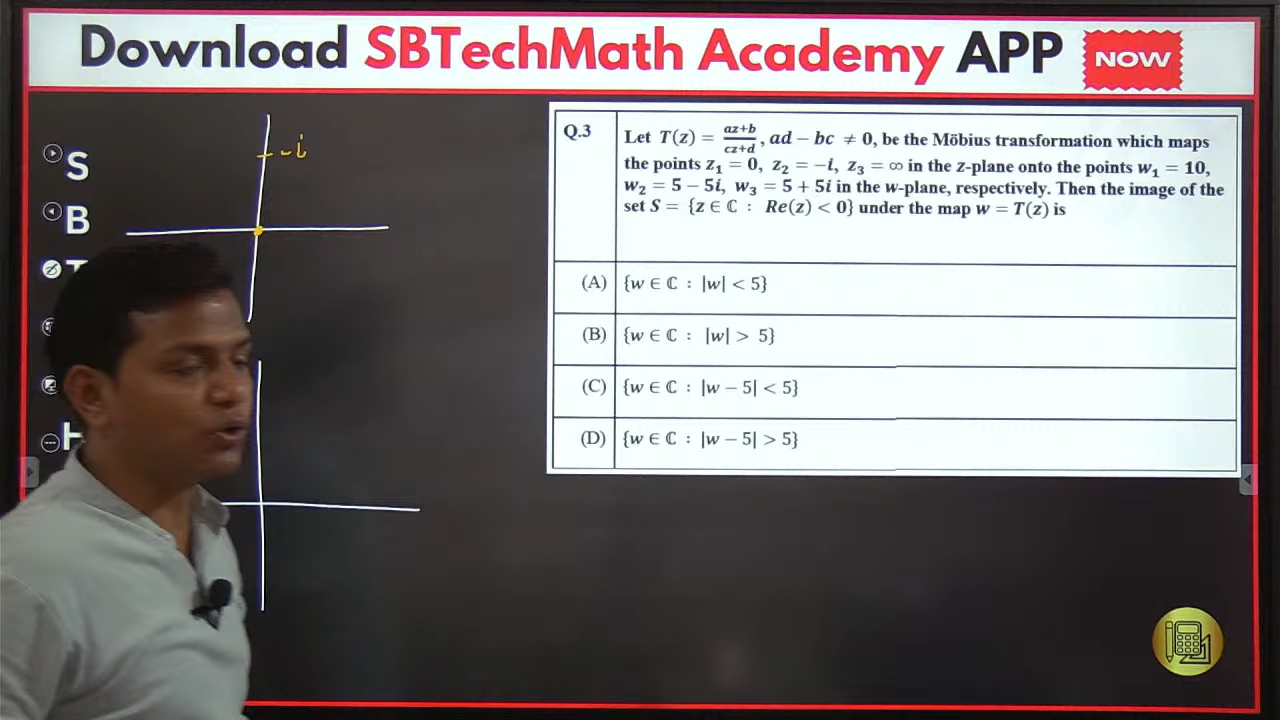 Download SBTechMath Academy APP NOW
-i
S
B
T
H
Q.3
Let T(z) = az+b/cz+d, ad − bc ≠ 0, be the Möbius transformation which maps
the points z₁ = 0, z₂ = −i, z₃ = ∞ in the z-plane onto the points w₁ = 10,
w₂ = 5 − 5i, w₃ = 5 + 5i in the w-plane, respectively. Then the image of the
set S = {z ∈ ℂ : Re(z) < 0} under the map w = T(z) is
(A) {w ∈ ℂ : |w| < 5}
(B) {w ∈ ℂ : |w| > 5}
(C) {w ∈ ℂ : |w − 5| < 5}
(D) {w ∈ ℂ : |w − 5| > 5}